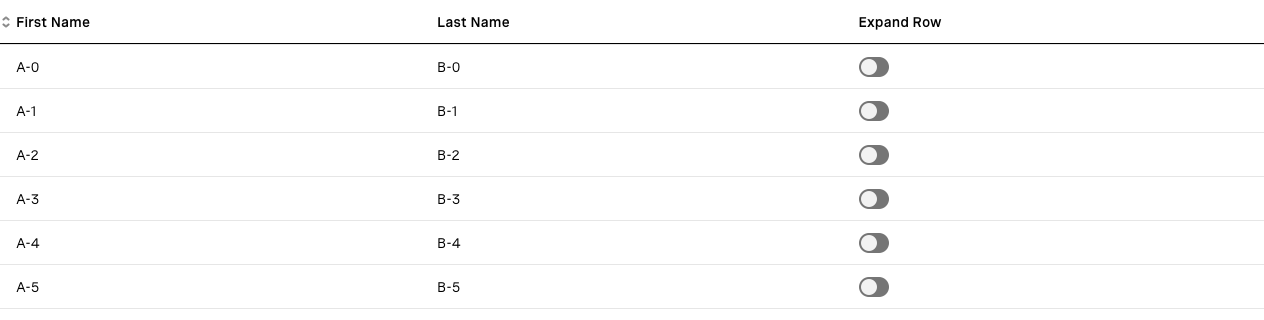 First Name Last Name Expand Row
A-0 B-0
A-1 B-1
A-2 B-2
A-3 B-3
A-4 B-4
A-5 B-5